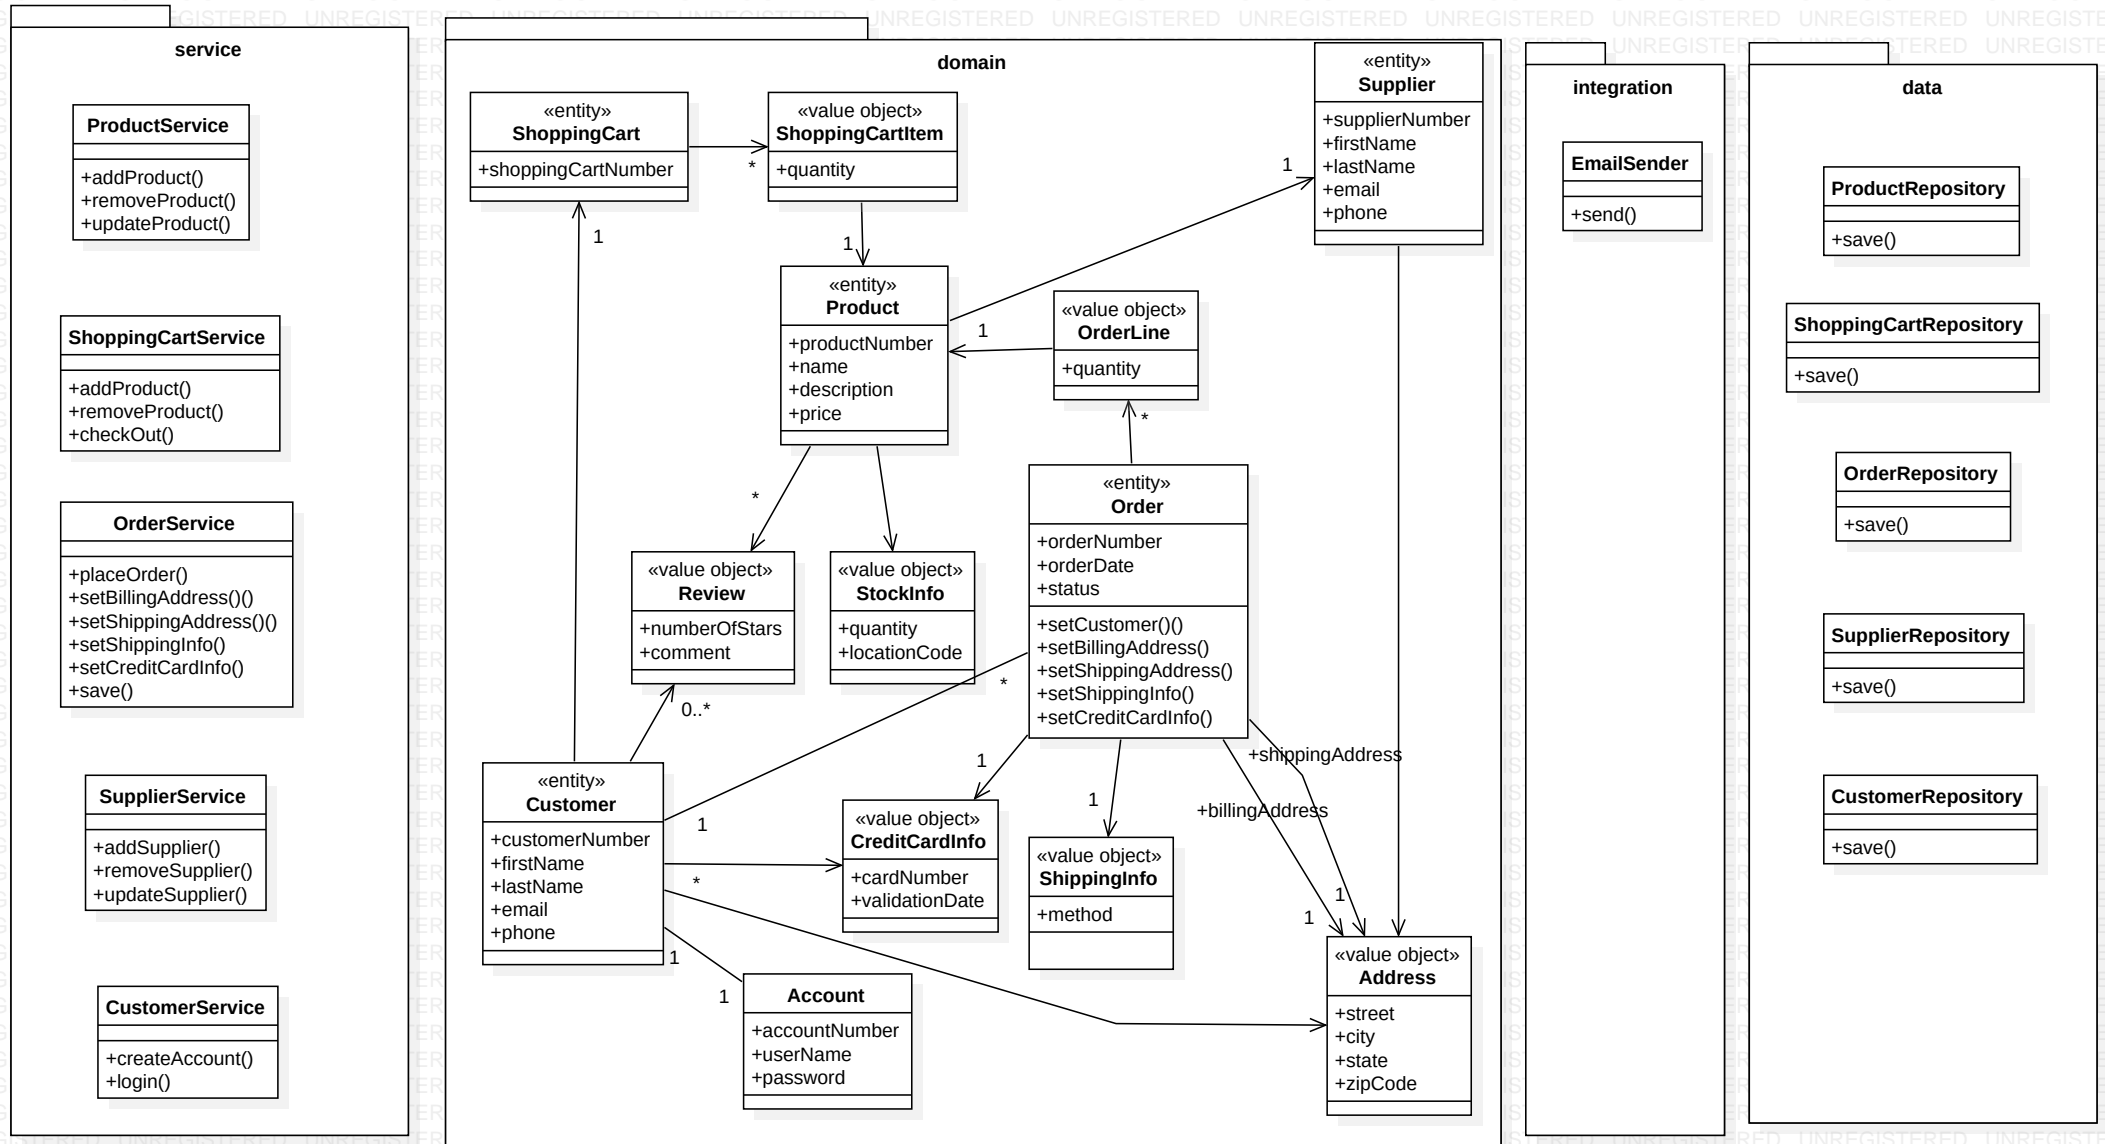 service
ProductService
+addProduct()
+removeProduct()
+updateProduct()
ShoppingCartService
+addProduct()
+removeProduct()
+checkOut()
OrderService
+placeOrder()
+setBillingAddress()()
+setShippingAddress()()
+setShippingInfo()
+setCreditCardInfo()
+save()
SupplierService
+addSupplier()
+removeSupplier()
+updateSupplier()
CustomerService
+createAccount()
+login()
domain
«entity»
ShoppingCart
+shoppingCartNumber
*
1
«value object»
ShoppingCartItem
+quantity
1
«entity»
Supplier
+supplierNumber
+firstName
+lastName
+email
+phone
1
«entity»
Product
+productNumber
+name
+description
+price
1
«value object»
OrderLine
+quantity
*
*
«value object»
Review
+numberOfStars
+comment
0..*
«value object»
StockInfo
+quantity
+locationCode
«entity»
Order
+orderNumber
+orderDate
+status
+setCustomer()()
+setBillingAddress()
+setShippingAddress()
+setShippingInfo()
+setCreditCardInfo()
*
1
1
+shippingAddress
+billingAddress
1
1
«entity»
Customer
+customerNumber
+firstName
+lastName
+email
+phone
1
*
1
1
«value object»
CreditCardInfo
+cardNumber
+validationDate
«value object»
ShippingInfo
+method
Account
+accountNumber
+userName
+password
«value object»
Address
+street
+city
+state
+zipCode
integration
EmailSender
+send()
data
ProductRepository
+save()
ShoppingCartRepository
+save()
OrderRepository
+save()
SupplierRepository
+save()
CustomerRepository
+save()
UNREGISTERED UNREGISTERED UNREGISTERED UNREGISTERED UNREGISTERED UNREGISTERED